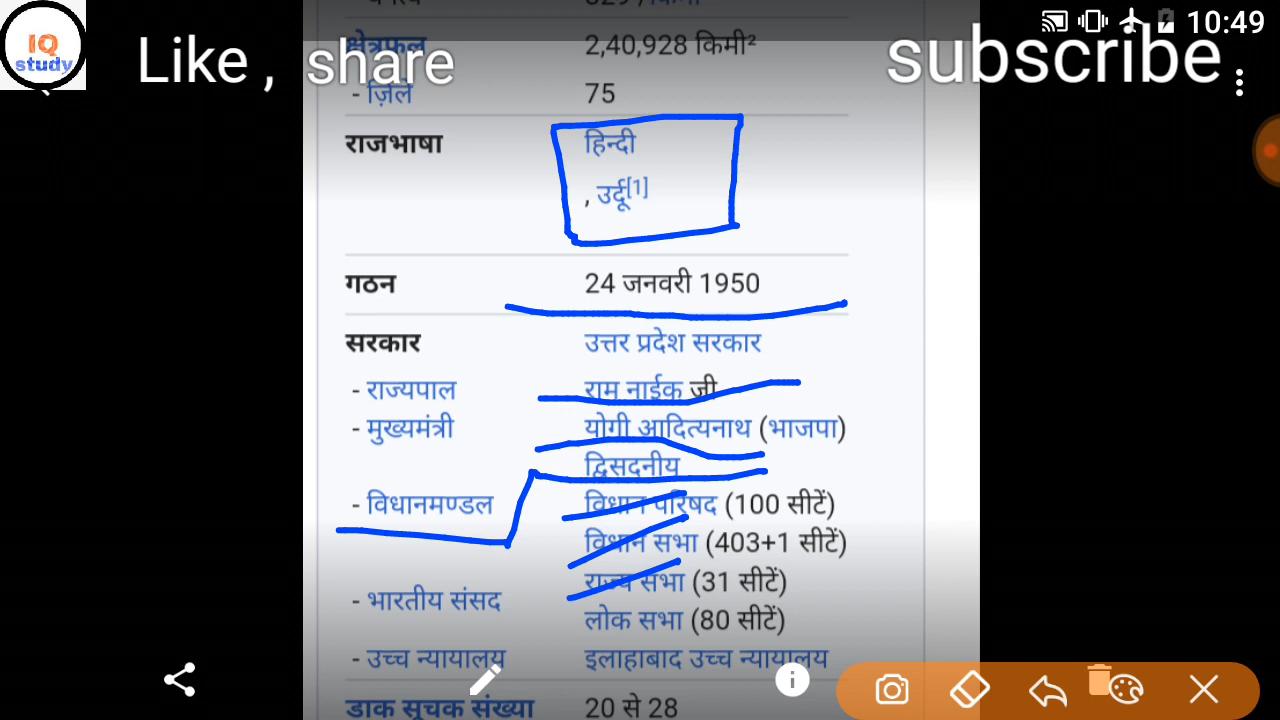 10:49
IQ
study
Like , share
subscribe
क्षेत्रफल 2,40,928 किमी²
- ज़िले 75
राजभाषा हिन्दी
, उर्दू[1]
गठन 24 जनवरी 1950
सरकार उत्तर प्रदेश सरकार
- राज्यपाल राम नाईक जी
- मुख्यमंत्री योगी आदित्यनाथ (भाजपा)
द्विसदनीय
- विधानमण्डल विधान परिषद (100 सीटें)
विधान सभा (403+1 सीटें)
राज्य सभा (31 सीटें)
- भारतीय संसद
लोक सभा (80 सीटें)
- उच्च न्यायालय इलाहाबाद उच्च न्यायालय
डाक सूचक संख्या 20 से 28